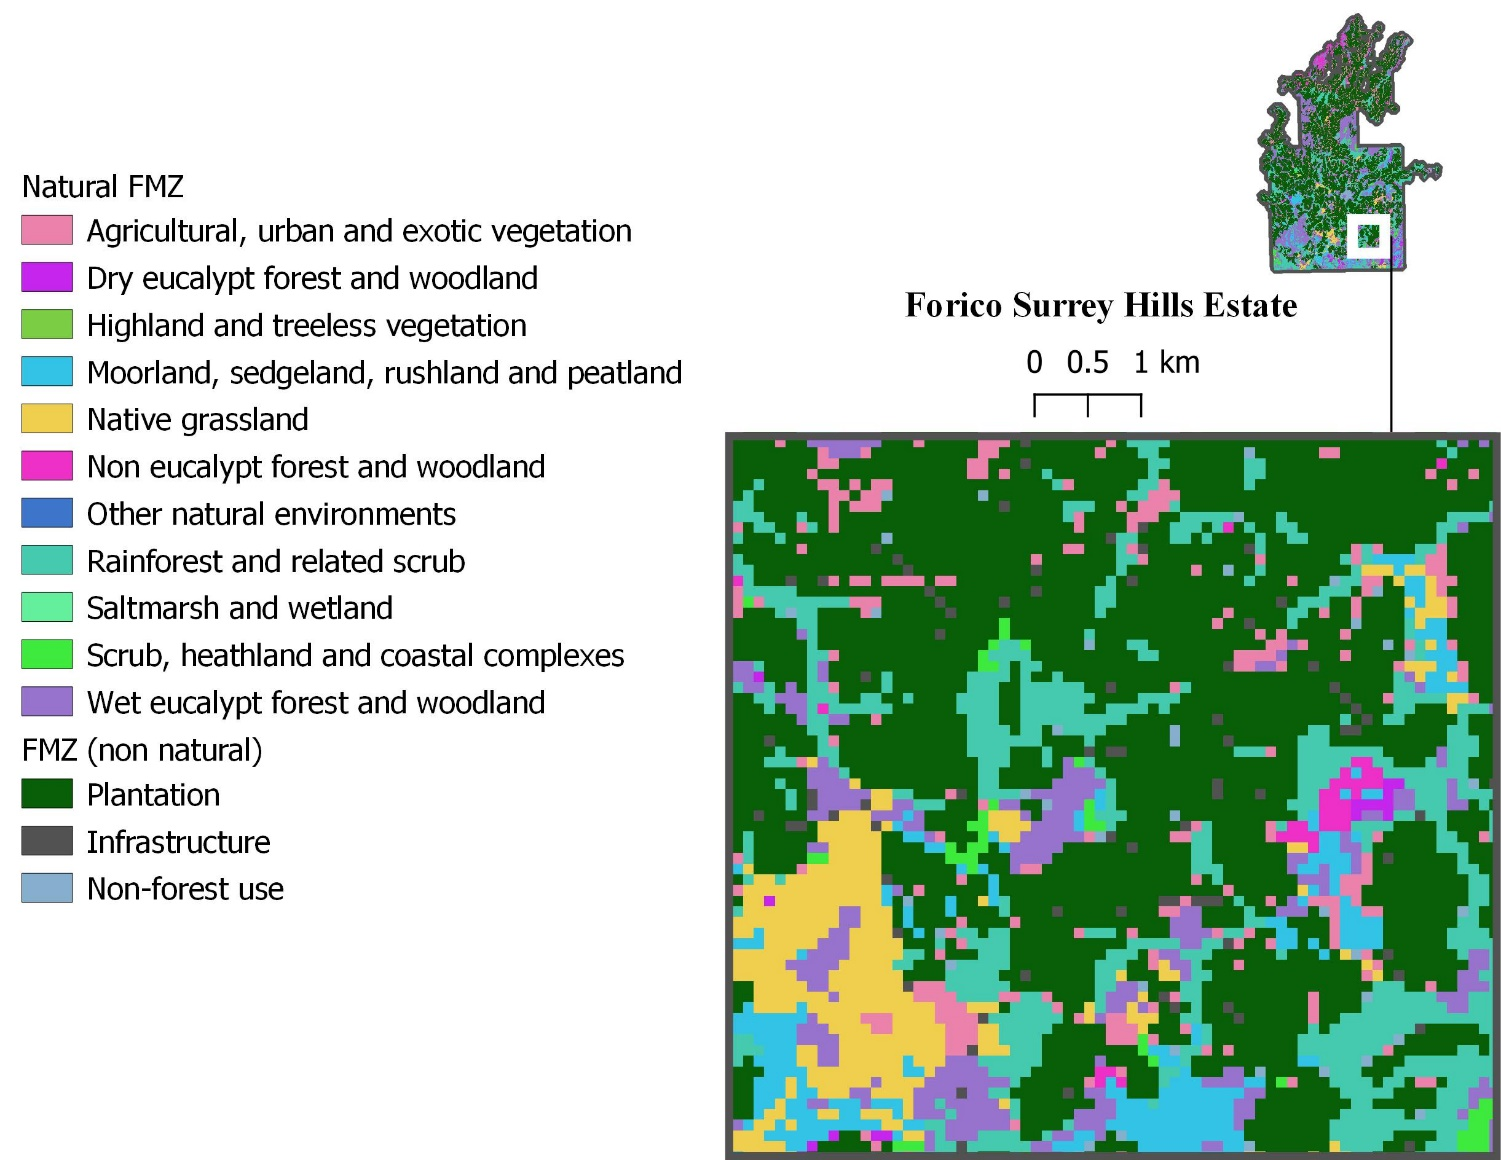 Natural FMZ
Agricultural, urban and exotic vegetation
Dry eucalypt forest and woodland
Highland and treeless vegetation
Moorland, sedgeland, rushland and peatland
Native grassland
Non eucalypt forest and woodland
Other natural environments
Rainforest and related scrub
Saltmarsh and wetland
Scrub, heathland and coastal complexes
Wet eucalypt forest and woodland
FMZ (non natural)
Plantation
Infrastructure
Non-forest use
Forico Surrey Hills Estate
0 0.5 1 km